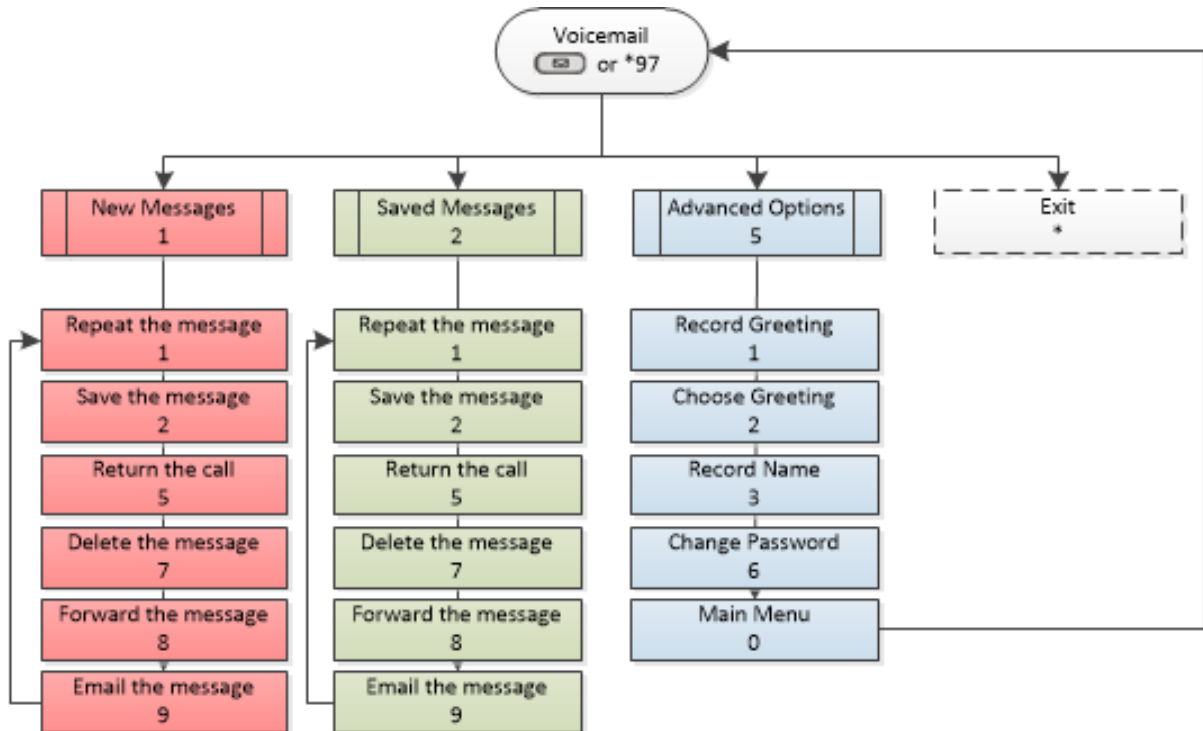 Voicemail
or *97
New Messages
1
Saved Messages
2
Advanced Options
5
Exit
*
Repeat the message
1
Save the message
2
Return the call
5
Delete the message
7
Forward the message
8
Email the message
9
Repeat the message
1
Save the message
2
Return the call
5
Delete the message
7
Forward the message
8
Email the message
9
Record Greeting
1
Choose Greeting
2
Record Name
3
Change Password
6
Main Menu
0